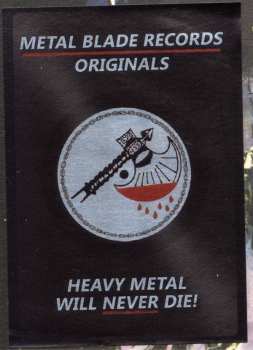 METAL BLADE RECORDS
ORIGINALS
HEAVY METAL
WILL NEVER DIE!